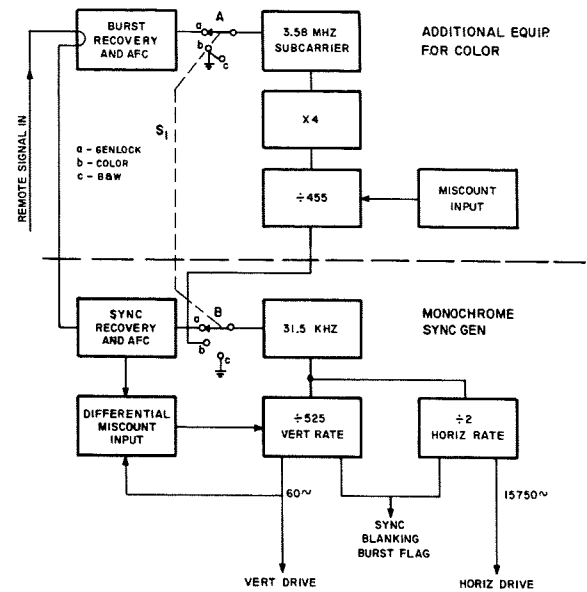 BURST
RECOVERY
AND AFC
A
a
b
c
3.58 MHZ
SUBCARRIER
ADDITIONAL EQUIP.
FOR COLOR
REMOTE SIGNAL IN
S1
a - GENLOCK
b - COLOR
c - B&W
X4
÷455
MISCOUNT
INPUT
SYNC
RECOVERY
AND AFC
B
a
b
c
31.5 KHZ
MONOCHROME
SYNC GEN
DIFFERENTIAL
MISCOUNT
INPUT
÷525
VERT RATE
÷2
HORIZ RATE
60~
15750~
SYNC
BLANKING
BURST FLAG
VERT DRIVE
HORIZ DRIVE